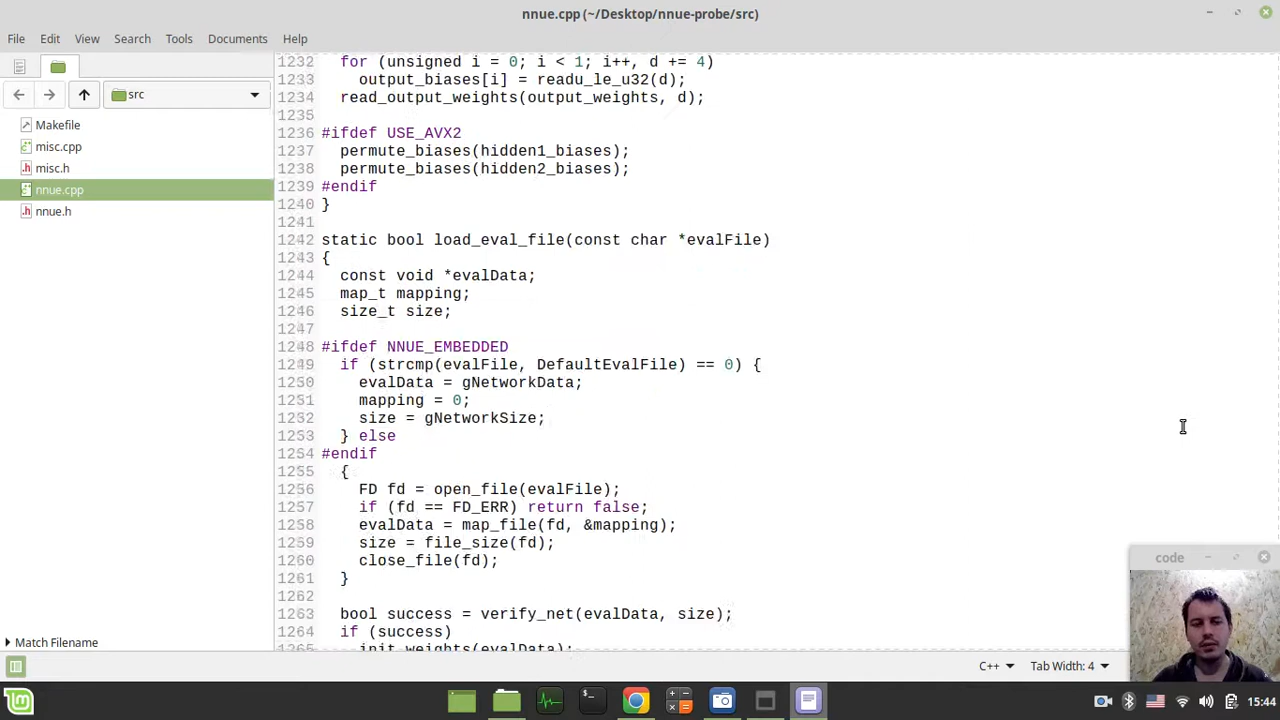 nnue.cpp (~/Desktop/nnue-probe/src)
File Edit View Search Tools Documents Help
src
Makefile
misc.cpp
misc.h
nnue.cpp
nnue.h
Match Filename
1232 for (unsigned i = 0; i < 1; i++, d += 4)
1233 output_biases[i] = readu_le_u32(d);
1234 read_output_weights(output_weights, d);
1235
1236 #ifdef USE_AVX2
1237 permute_biases(hidden1_biases);
1238 permute_biases(hidden2_biases);
1239 #endif
1240 }
1241
1242 static bool load_eval_file(const char *evalFile)
1243 {
1244 const void *evalData;
1245 map_t mapping;
1246 size_t size;
1247
1248 #ifdef NNUE_EMBEDDED
1249 if (strcmp(evalFile, DefaultEvalFile) == 0) {
1250 evalData = gNetworkData;
1251 mapping = 0;
1252 size = gNetworkSize;
1253 } else
1254 #endif
1255 {
1256 FD fd = open_file(evalFile);
1257 if (fd == FD_ERR) return false;
1258 evalData = map_file(fd, &mapping);
1259 size = file_size(fd);
1260 close_file(fd);
1261 }
1262
1263 bool success = verify_net(evalData, size);
1264 if (success)
1265 init_weights(evalData);
code
C++ Tab Width: 4
15:44